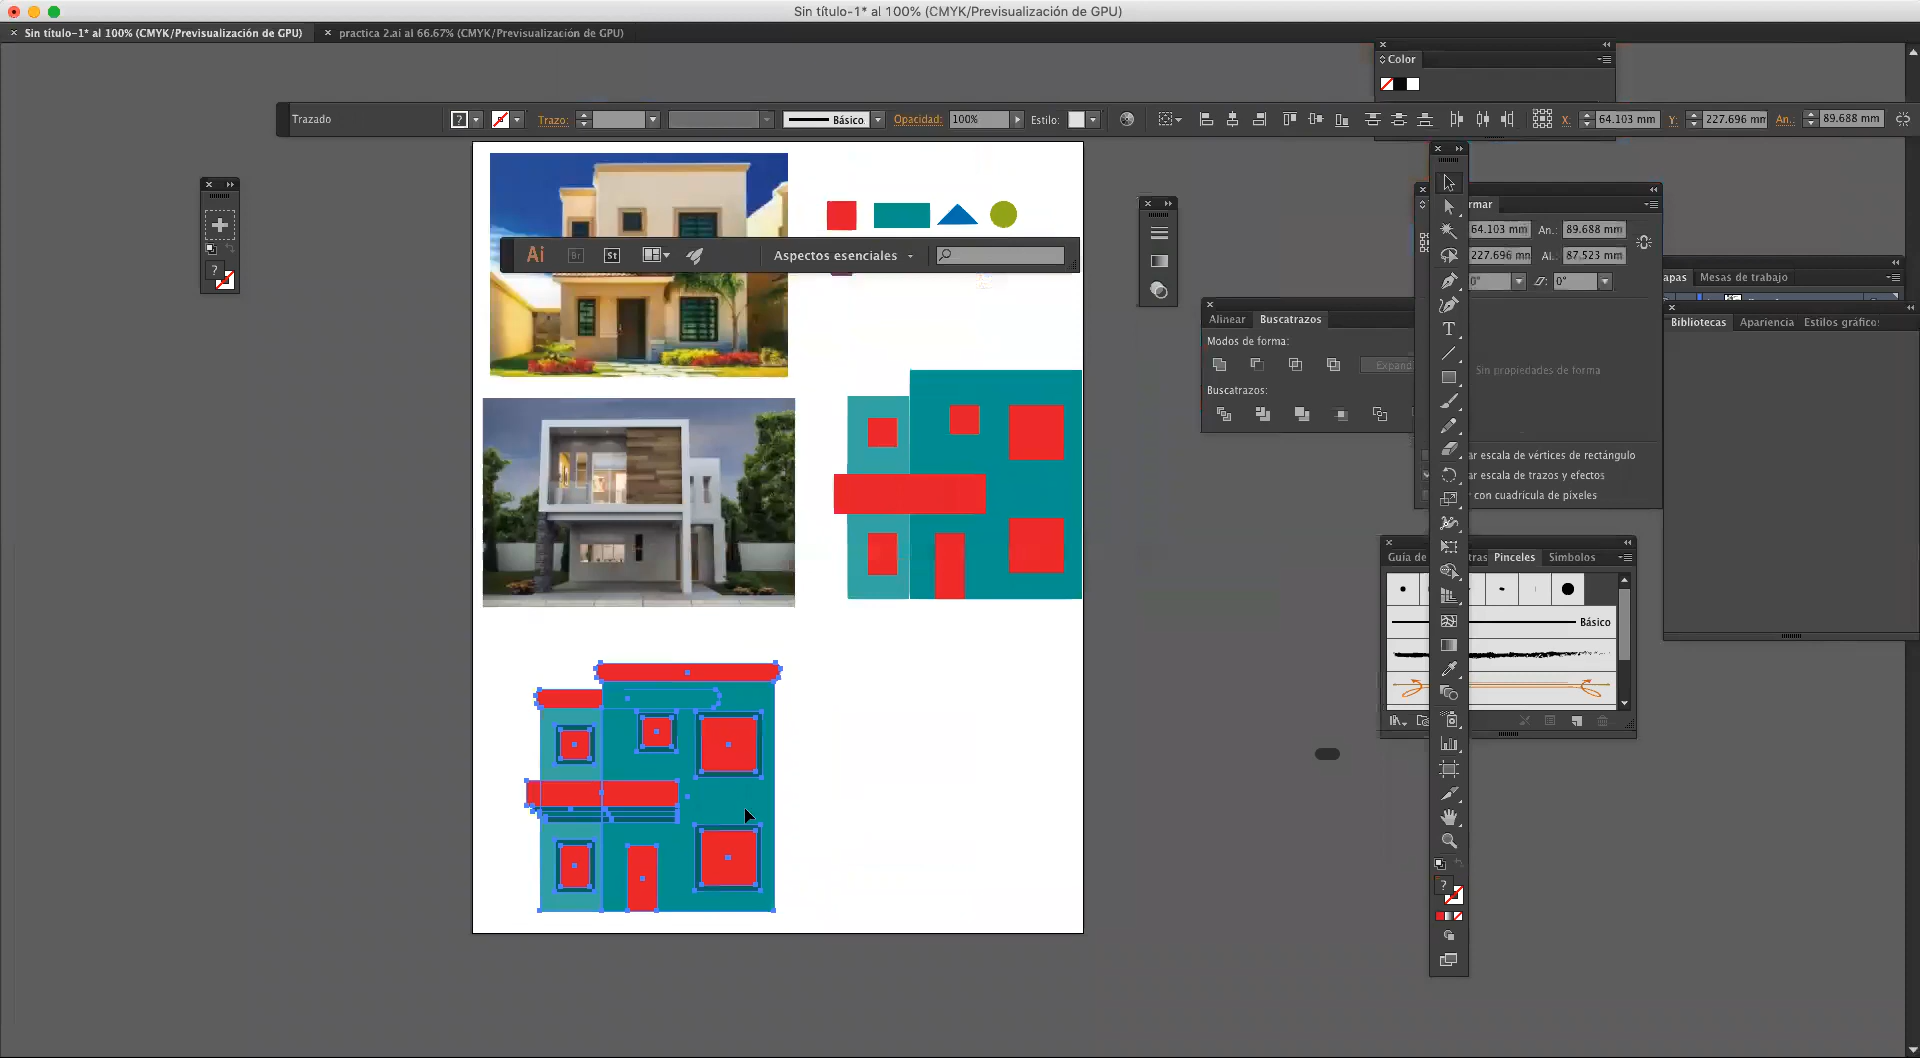 Sin título-1* al 100% (CMYK/Previsualización de GPU)
Sin título-1* al 100% (CMYK/Previsualización de GPU)
practica 2.ai al 66.67% (CMYK/Previsualización de GPU)
Color
Trazado
?
Trazo:
Básico
Opacidad:
100%
Estilo:
X:
64.103 mm
Y:
227.696 mm
An.:
89.688 mm
rmar
64.103 mm
An.:
89.688 mm
227.696 mm
Al.:
87.523 mm
0°
0°
Ai
Br
St
Aspectos esenciales
?
apas
Mesas de trabajo
Alinear
Buscatrazos
Modos de forma:
Expand
Buscatrazos:
Bibliotecas
Apariencia
Estilos gráficos
Sin propiedades de forma
ar escala de vértices de rectángulo
ar escala de trazos y efectos
r con cuadrícula de píxeles
T
Guía de
tras
Pinceles
Símbolos
Básico
?